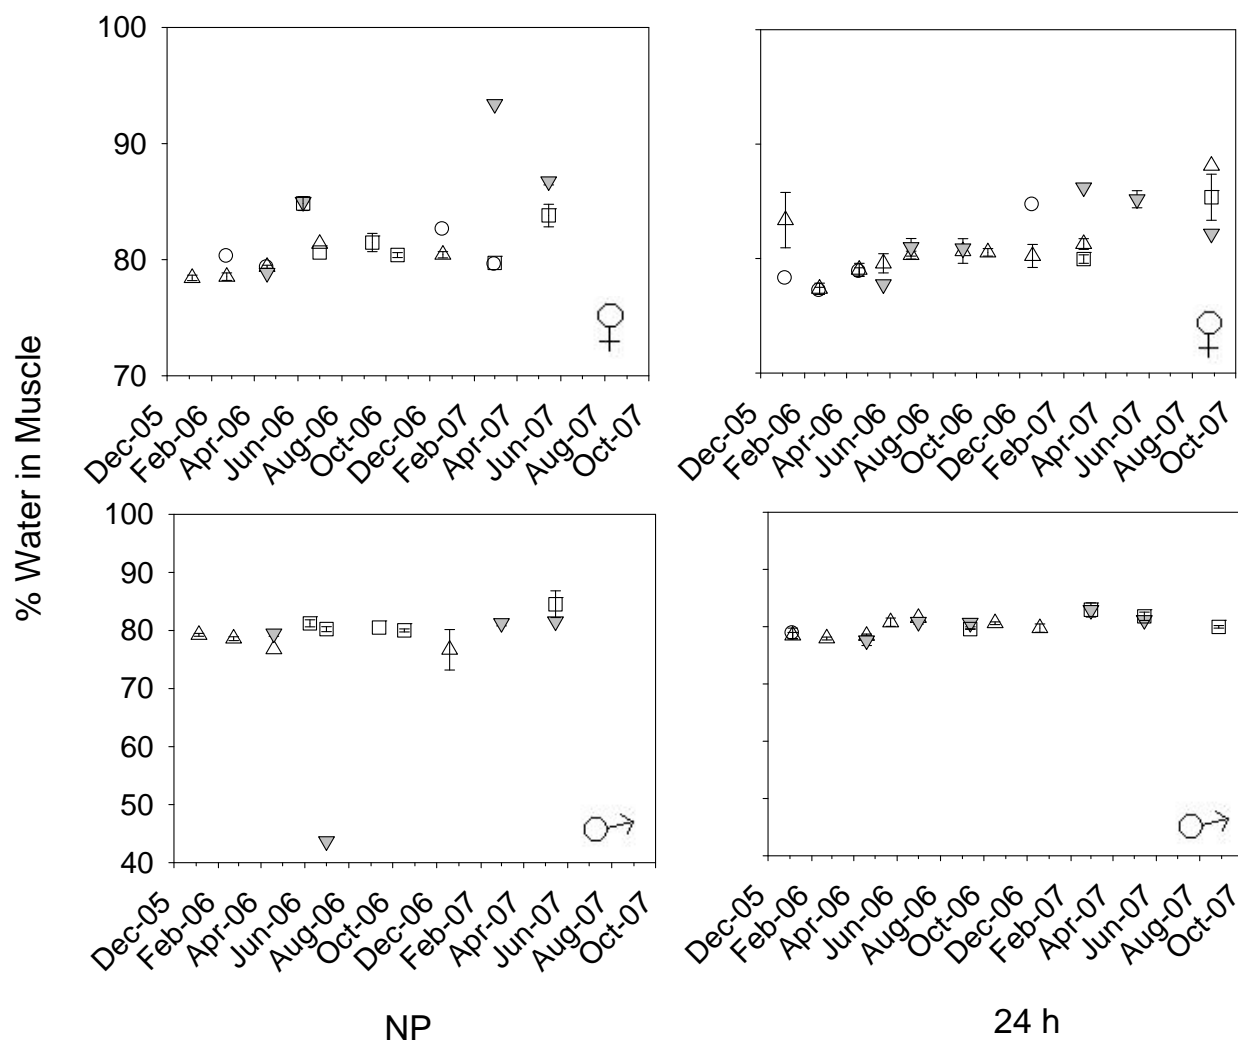 % Water in Muscle
100
90
80
70
Dec-05
Feb-06
Apr-06
Jun-06
Aug-06
Oct-06
Dec-06
Feb-07
Apr-07
Jun-07
Aug-07
Oct-07
Dec-05
Feb-06
Apr-06
Jun-06
Aug-06
Oct-06
Dec-06
Feb-07
Apr-07
Jun-07
Aug-07
Oct-07
100
90
80
70
60
50
40
Dec-05
Feb-06
Apr-06
Jun-06
Aug-06
Oct-06
Dec-06
Feb-07
Apr-07
Jun-07
Aug-07
Oct-07
Dec-05
Feb-06
Apr-06
Jun-06
Aug-06
Oct-06
Dec-06
Feb-07
Apr-07
Jun-07
Aug-07
Oct-07
NP
24 h